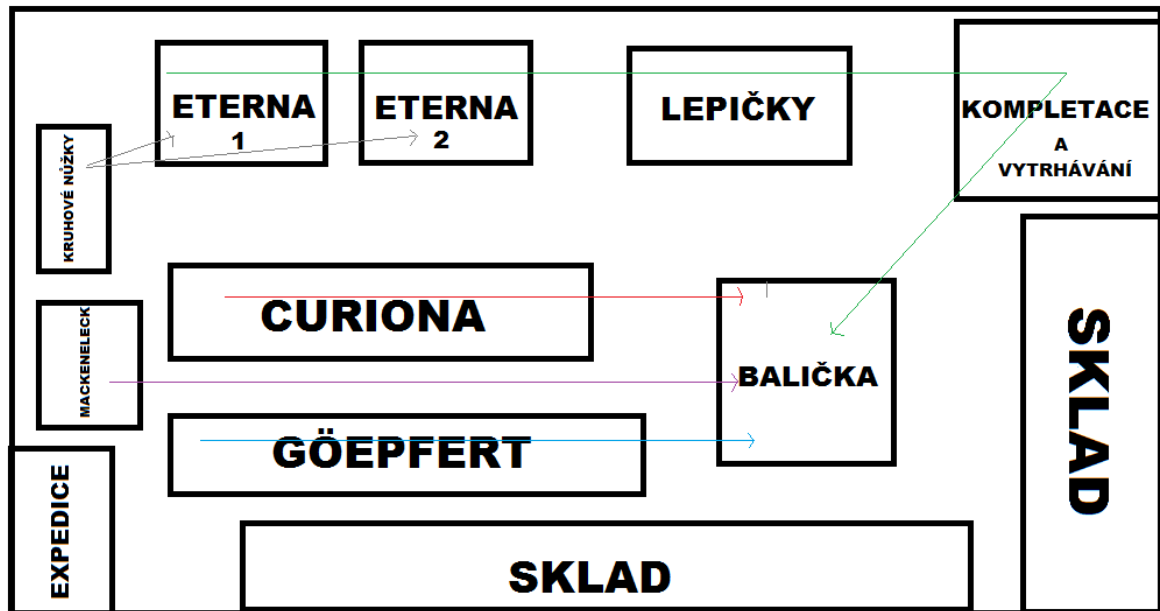 ETERNA
1
ETERNA
2
LEPIČKY
KOMPLETACE
A
VYTRHÁVÁNÍ
KRUHOVÉ NŮŽKY
CURIONA
MACKENELECK
BALIČKA
SKLAD
GÖEPFERT
EXPEDICE
SKLAD